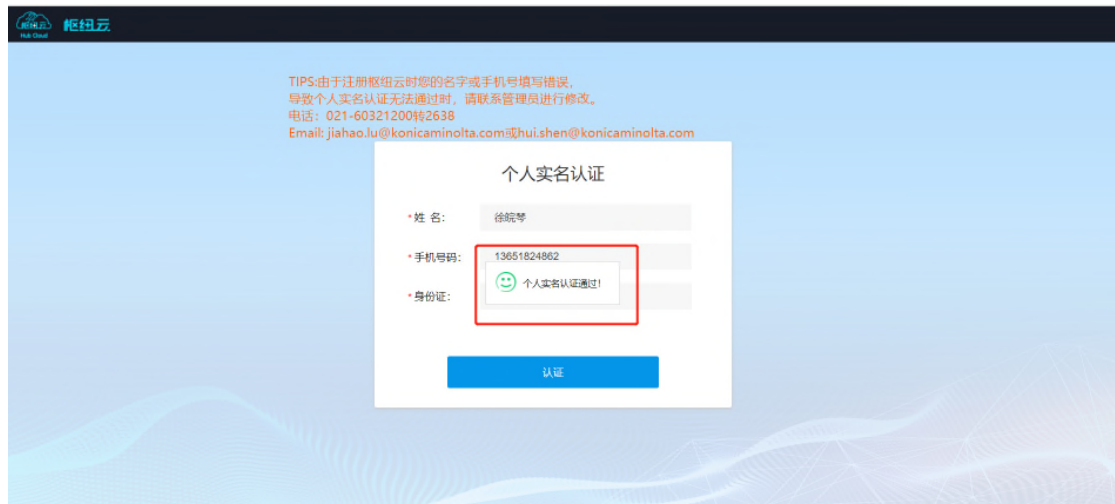 枢纽云
Hub Cloud
枢纽云
TIPS:由于注册枢纽云时您的名字或手机号填写错误，
导致个人实名认证无法通过时，请联系管理员进行修改。
电话：021-60321200转2638
Email: jiahao.lu@konicaminolta.com或hui.shen@konicaminolta.com
个人实名认证
*姓 名： 徐皖琴
*手机号码： 13651824862
个人实名认证通过！
*身份证：
认证